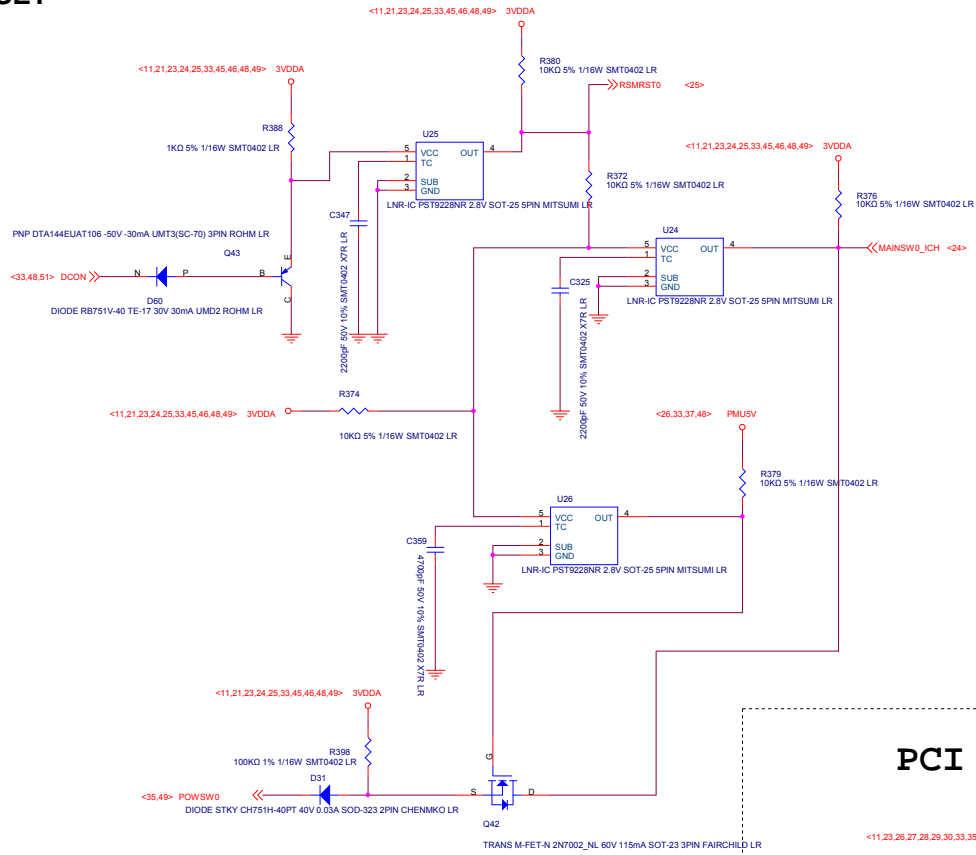 <11,21,23,24,25,33,45,46,48,49> 3VDDA
R380
10KΩ 5% 1/16W SMT0402 LR
RSMRST0 <25>
<11,21,23,24,25,33,45,46,48,49> 3VDDA
R388
1KΩ 5% 1/16W SMT0402 LR
U25
5 VCC OUT 4
1 TC
2 SUB
3 GND
LNR-IC PST9228NR 2.8V SOT-25 5PIN MITSUMI LR
<11,21,23,24,25,33,45,46,48,49> 3VDDA
R372
10KΩ 5% 1/16W SMT0402 LR
R376
10KΩ 5% 1/16W SMT0402 LR
C347
2200pF 50V 10% SMT0402 X7R LR
PNP DTA144EUAT106 -50V -30mA UMT3(SC-70) 3PIN ROHM LR
Q43
E
B
C
<33,48,51> DCON
N P
D60
DIODE RB751V-40 TE-17 30V 30mA UMD2 ROHM LR
U24
5 VCC OUT 4
1 TC
2 SUB
3 GND
LNR-IC PST9228NR 2.8V SOT-25 5PIN MITSUMI LR
MAINSW0_ICH <24>
C325
2200pF 50V 10% SMT0402 X7R LR
R374
<11,21,23,24,25,33,45,46,48,49> 3VDDA
10KΩ 5% 1/16W SMT0402 LR
<26,33,37,48> PMU5V
R379
10KΩ 5% 1/16W SMT0402 LR
U26
5 VCC OUT 4
1 TC
2 SUB
3 GND
LNR-IC PST9228NR 2.8V SOT-25 5PIN MITSUMI LR
C359
4700pF 50V 10% SMT0402 X7R LR
<11,21,23,24,25,33,45,46,48,49> 3VDDA
R398
100KΩ 1% 1/16W SMT0402 LR
D31
<35,49> POWSW0
DIODE STKY CH751H-40PT 40V 0.03A SOD-323 2PIN CHENMKO LR
G
S D
Q42
TRANS M-FET-N 2N7002_NL 60V 115mA SOT-23 3PIN FAIRCHILD LR
PCI
<11,23,26,27,28,29,30,33,35